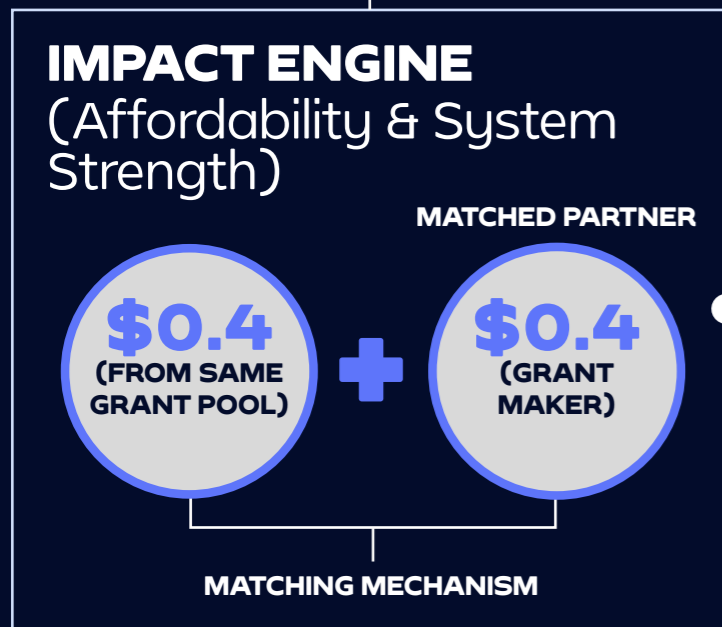 IMPACT ENGINE
(Affordability & System
Strength)
MATCHED PARTNER
$0.4
(FROM SAME
GRANT POOL)
$0.4
(GRANT
MAKER)
MATCHING MECHANISM